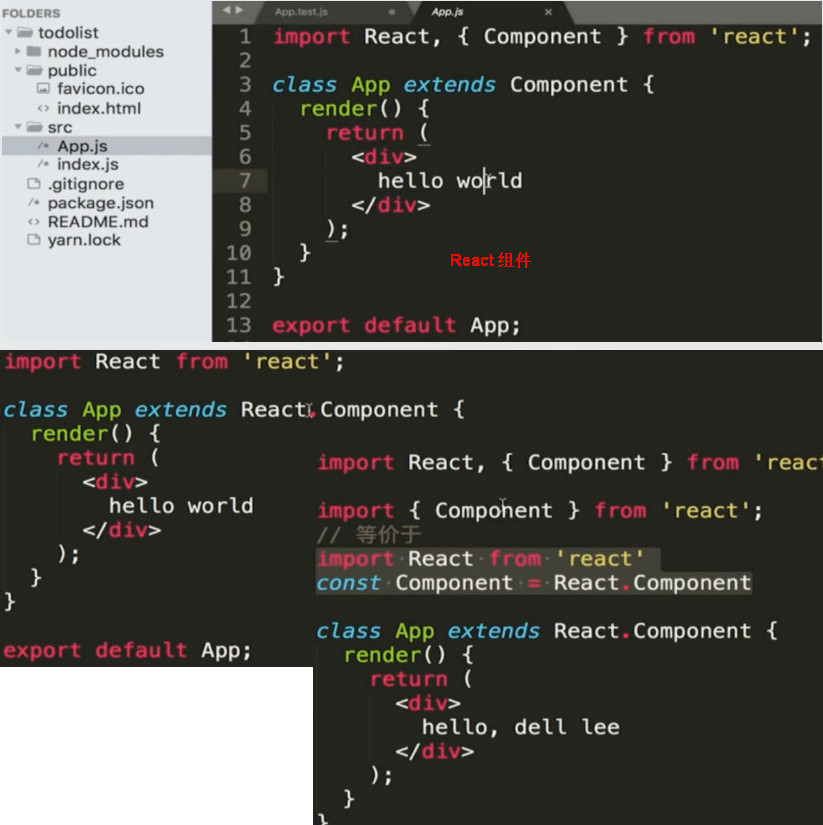 FOLDERS
todolist
node_modules
public
favicon.ico
<> index.html
src
/* App.js
/* index.js
.gitignore
/* package.json
<> README.md
yarn.lock
App.test.js
App.js ×
1 import React, { Component } from 'react';
2
3 class App extends Component {
4 render() {
5 return (
6 <div>
7 hello world
8 </div>
9 );
10 }
11 }
12
13 export default App;
React 组件
import React from 'react';
class App extends React.Component {
render() {
return (
<div>
hello world
</div>
);
}
}
export default App;
import React, { Component } from 'reac
import { Component } from 'react';
// 等价于
import React from 'react'
const Component = React.Component
class App extends React.Component {
render() {
return (
<div>
hello, dell lee
</div>
);
}
}